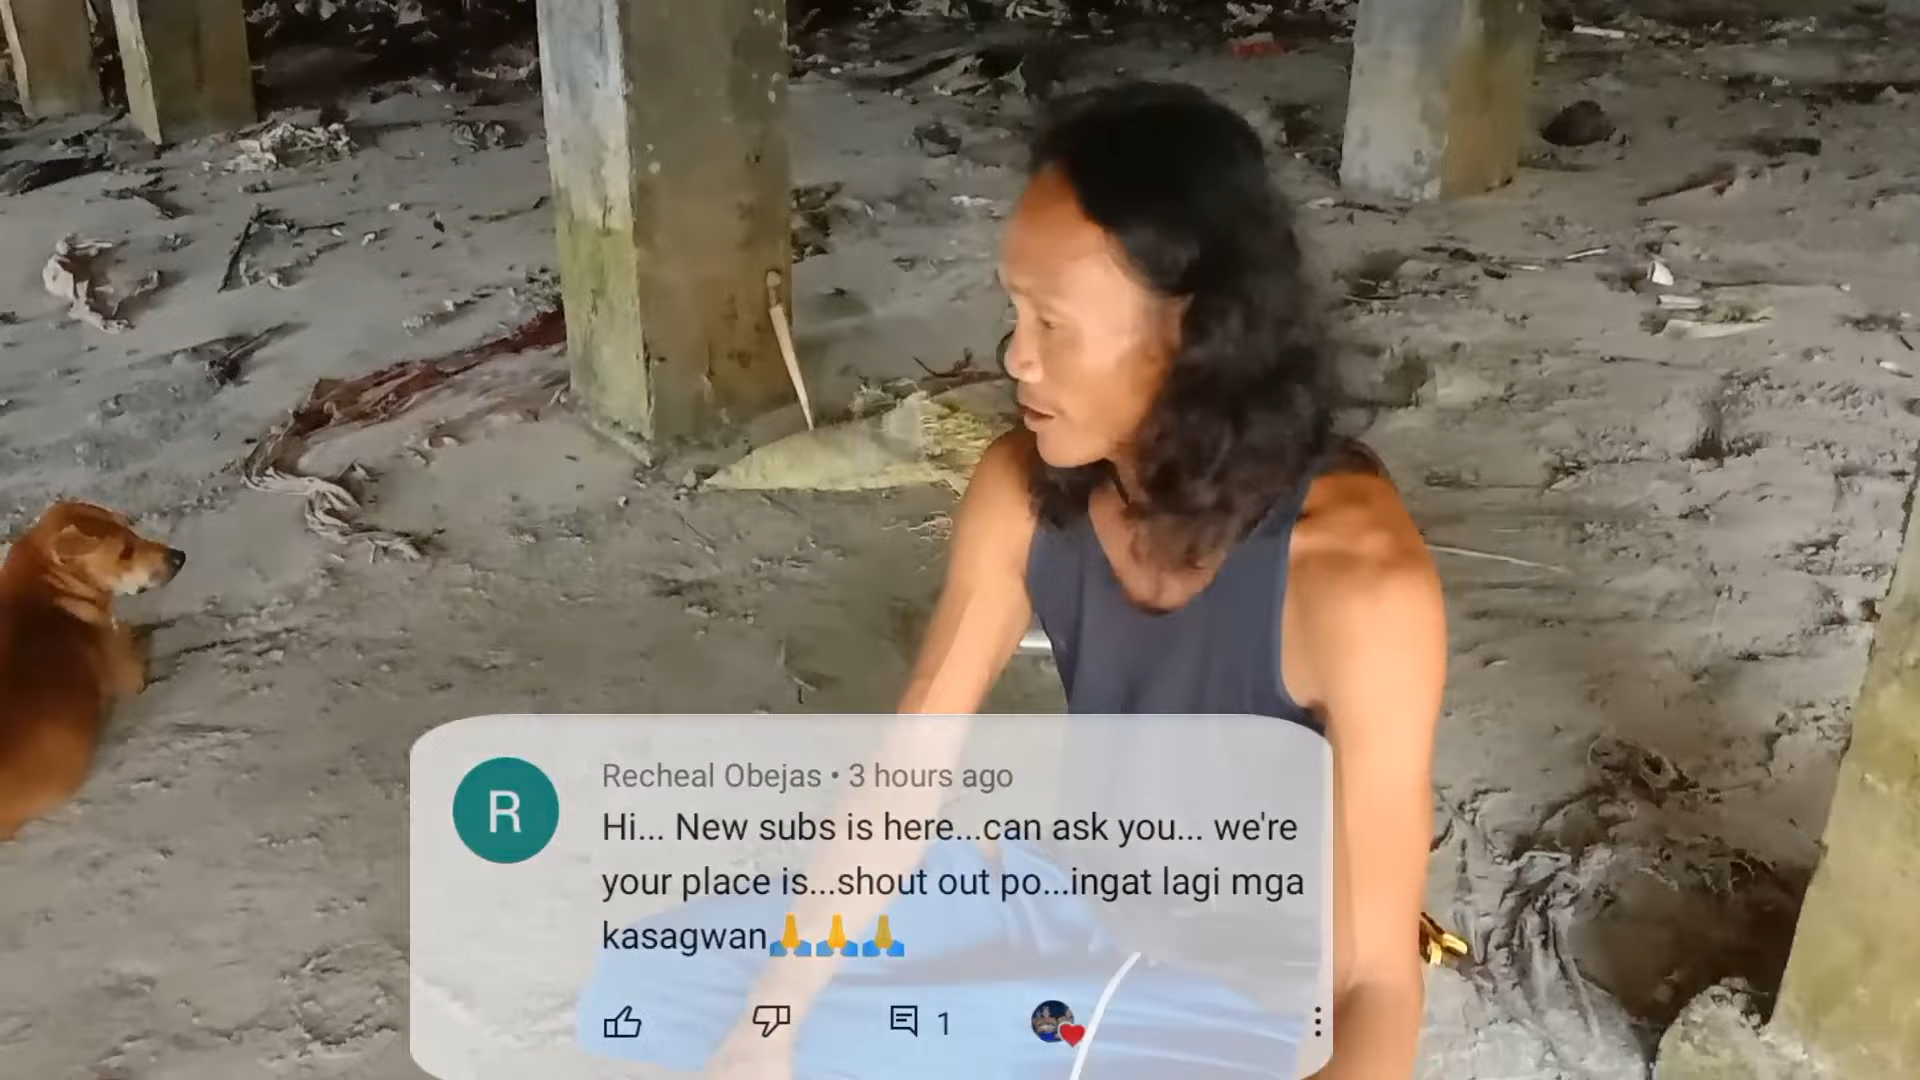 R
Recheal Obejas • 3 hours ago
Hi... New subs is here...can ask you... we're
your place is...shout out po...ingat lagi mga
kasagwan🙏🙏🙏
1